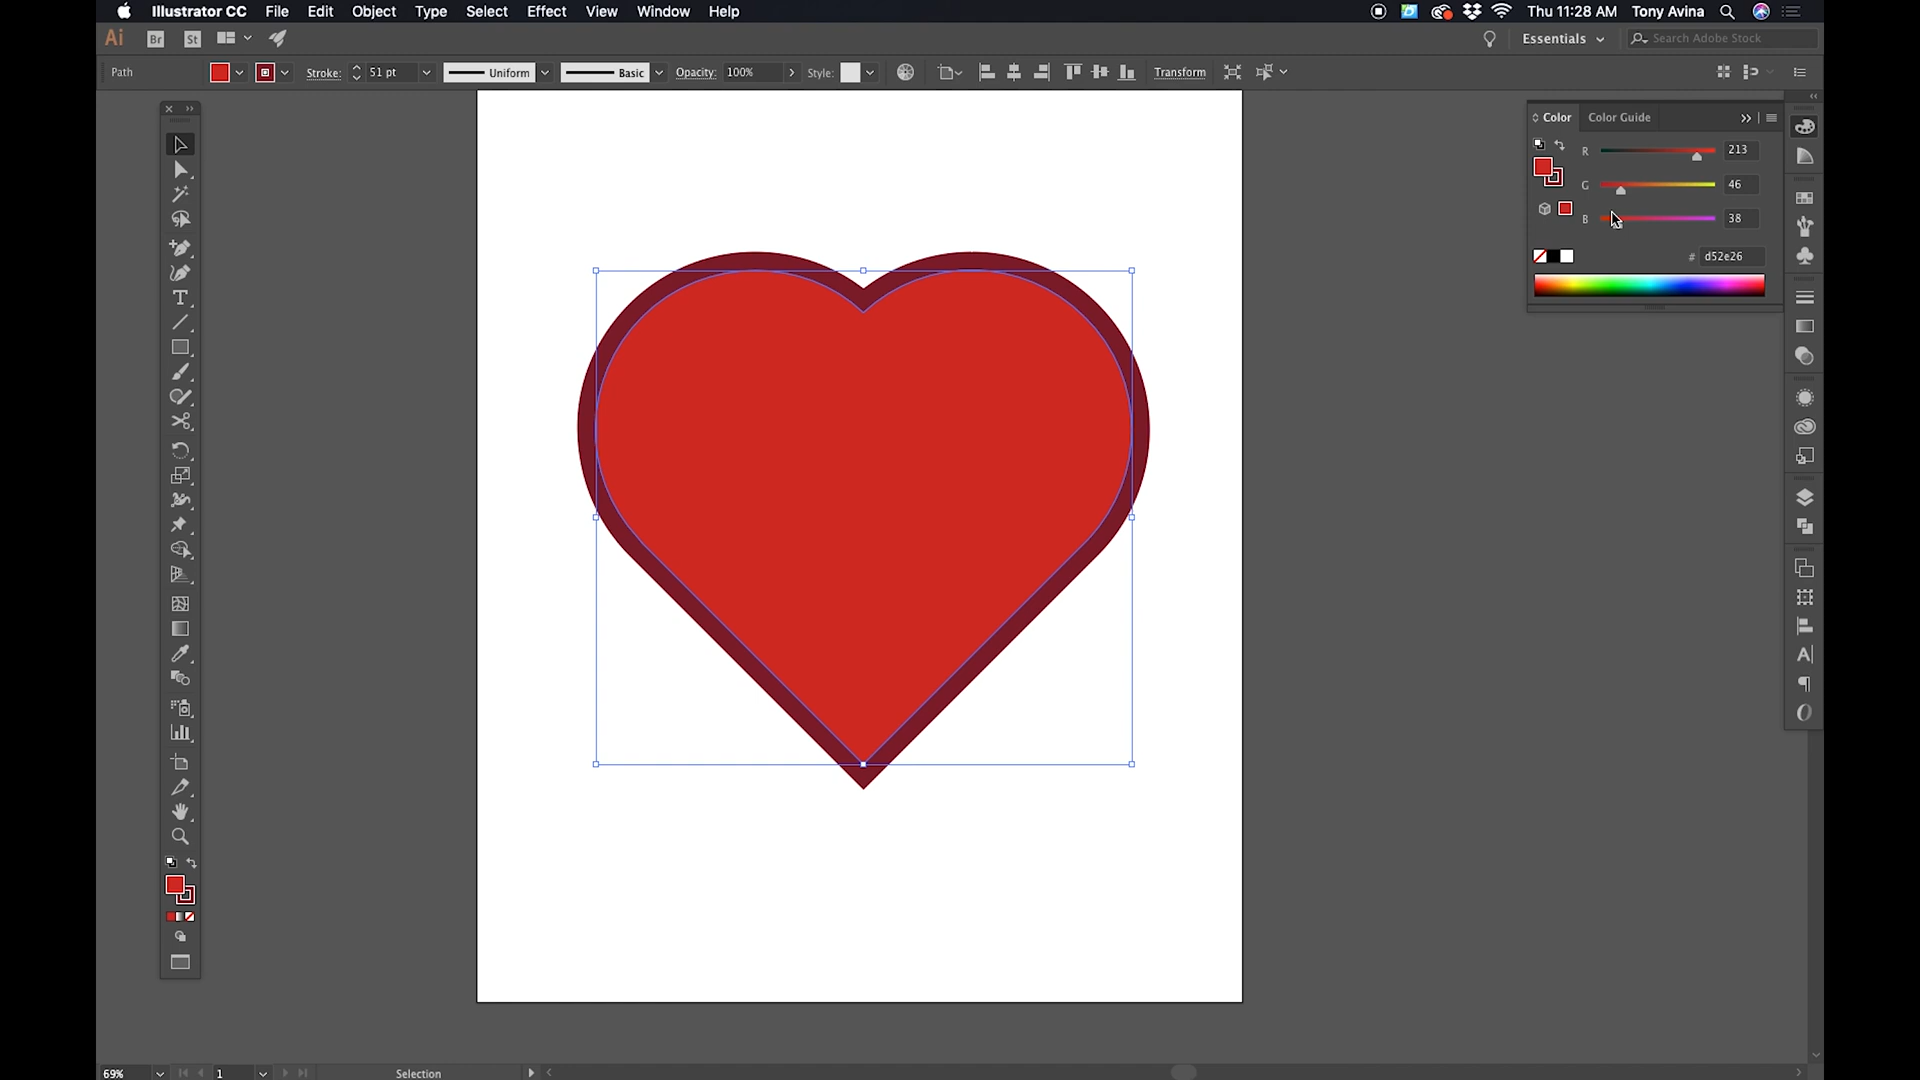 Illustrator CC File Edit Object Type Select Effect View Window Help Thu 11:28 AM Tony Avina
Ai Br St Essentials Search Adobe Stock
Path Stroke: 51 pt Uniform Basic Opacity: 100% Style: Transform
Color Color Guide
R 213
G 46
B 38
# d52e26
69% 1 Selection